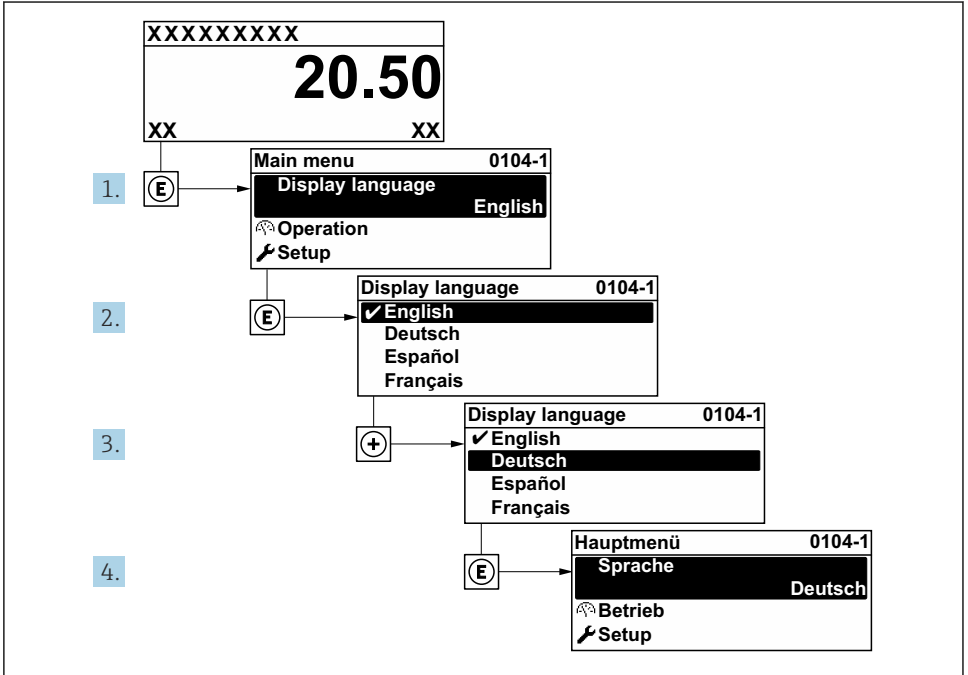 XXXXXXXXX
20.50
XX XX
1. E
Main menu 0104-1
Display language
English
Operation
Setup
2. E
Display language 0104-1
✔English
Deutsch
Español
Français
3. +
Display language 0104-1
✔English
Deutsch
Español
Français
4. E
Hauptmenü 0104-1
Sprache
Deutsch
Betrieb
Setup